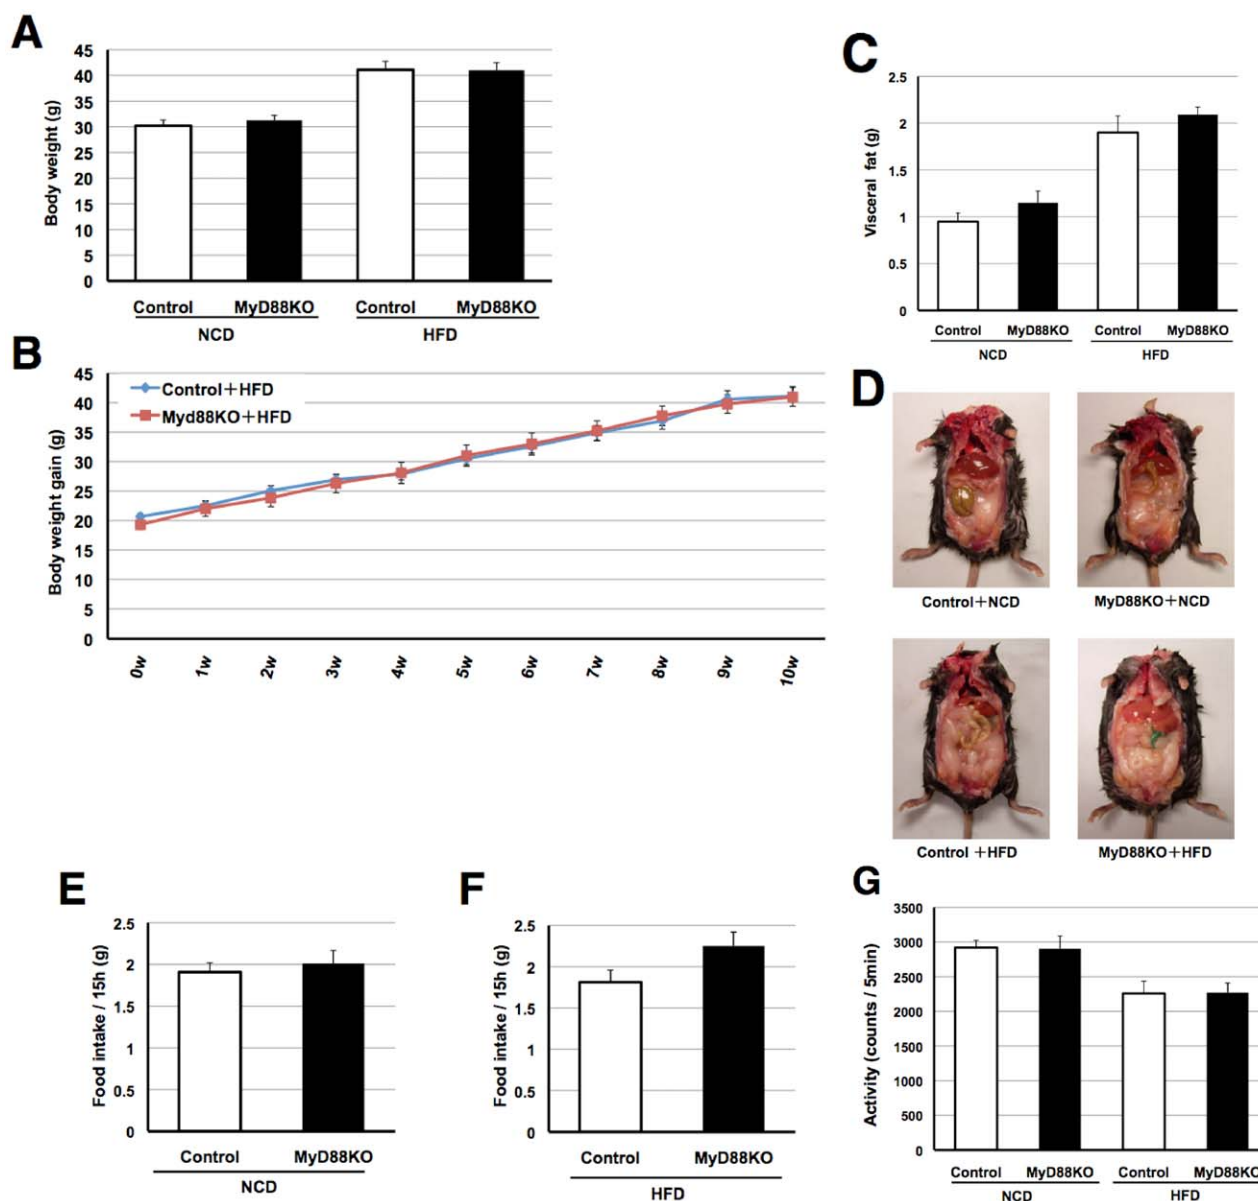 A
Body weight (g)
45
40
35
30
25
20
15
10
5
0
Control
MyD88KO
Control
MyD88KO
NCD
HFD
B
Body weight gain (g)
45
40
35
30
25
20
15
10
5
0
Control+HFD
Myd88KO+HFD
0w
1w
2w
3w
4w
5w
6w
7w
8w
9w
10w
C
Visceral fat (g)
2.5
2
1.5
1
0.5
0
Control
MyD88KO
Control
MyD88KO
NCD
HFD
D
Control+NCD
MyD88KO+NCD
Control +HFD
MyD88KO+HFD
E
Food intake / 15h (g)
2.5
2
1.5
1
0.5
0
Control
MyD88KO
NCD
F
Food intake / 15h (g)
2.5
2
1.5
1
0.5
0
Control
MyD88KO
HFD
G
Activity (counts / 5min)
3500
3000
2500
2000
1500
1000
500
0
Control
MyD88KO
Control
MyD88KO
NCD
HFD